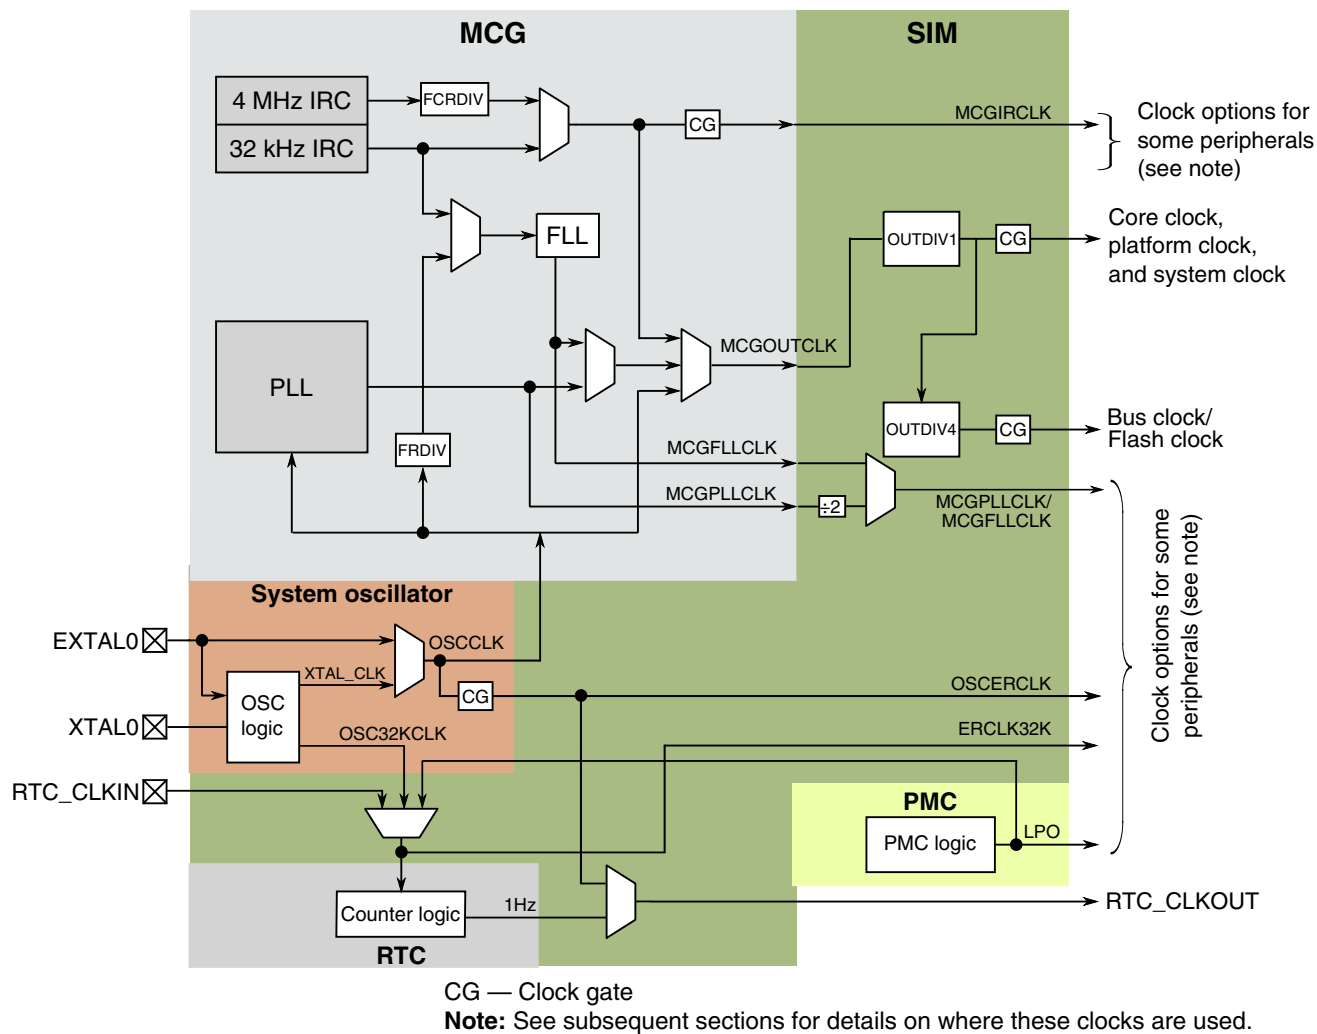 MCG
SIM
4 MHz IRC
FCRDIV
CG
MCGIRCLK
Clock options for
some peripherals
(see note)
32 kHz IRC
FLL
OUTDIV1
CG
Core clock,
platform clock,
and system clock
PLL
MCGOUTCLK
OUTDIV4
CG
Bus clock/
Flash clock
FRDIV
MCGFLLCLK
MCGPLLCLK
÷2
MCGPLLCLK/
MCGFLLCLK
Clock options for some
peripherals (see note)
System oscillator
EXTAL0
OSCCLK
XTAL_CLK
OSC
logic
CG
OSCERCLK
XTAL0
OSC32KCLK
ERCLK32K
RTC_CLKIN
PMC
PMC logic
LPO
Counter logic
1Hz
RTC_CLKOUT
RTC
CG — Clock gate
Note: See subsequent sections for details on where these clocks are used.